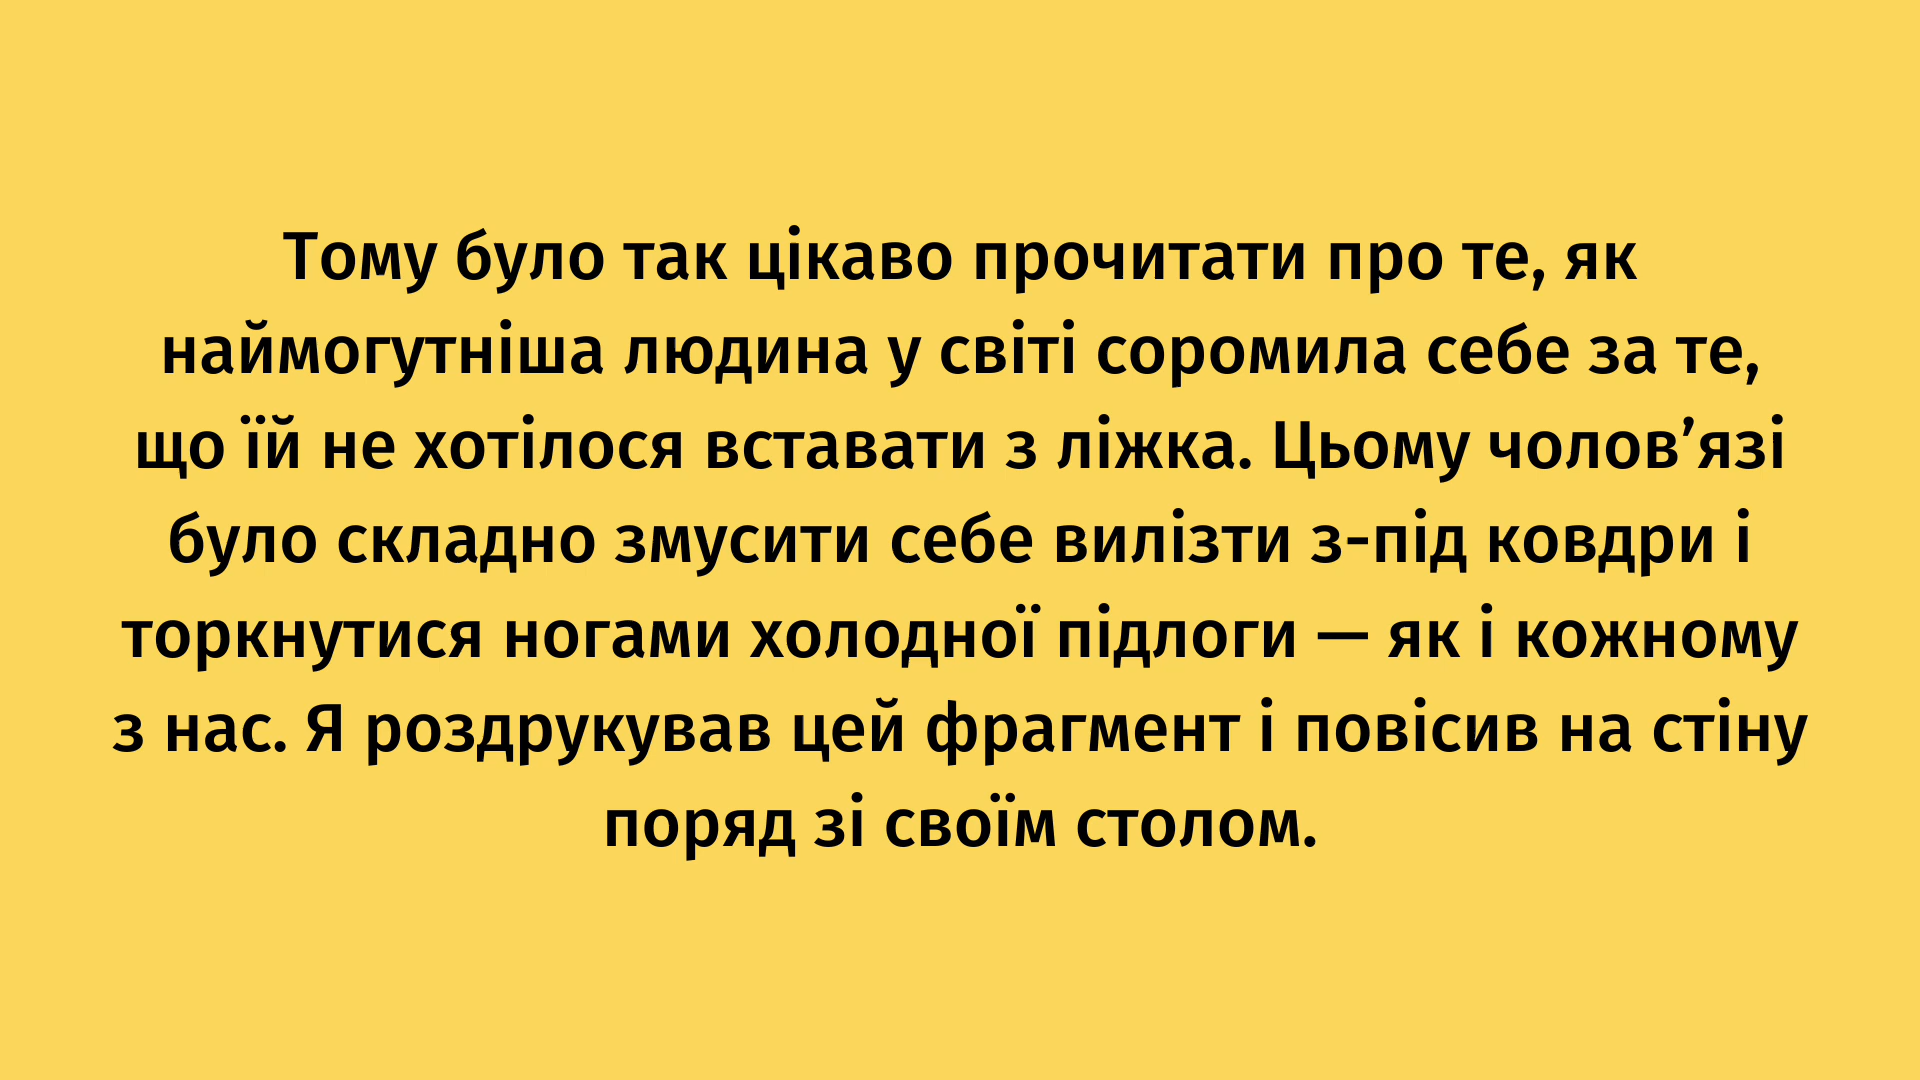 Тому було так цікаво прочитати про те, як
наймогутніша людина у світі соромила себе за те,
що їй не хотілося вставати з ліжка. Цьому чолов’язі
було складно змусити себе вилізти з-під ковдри і
торкнутися ногами холодної підлоги — як і кожному
з нас. Я роздрукував цей фрагмент і повісив на стіну
поряд зі своїм столом.